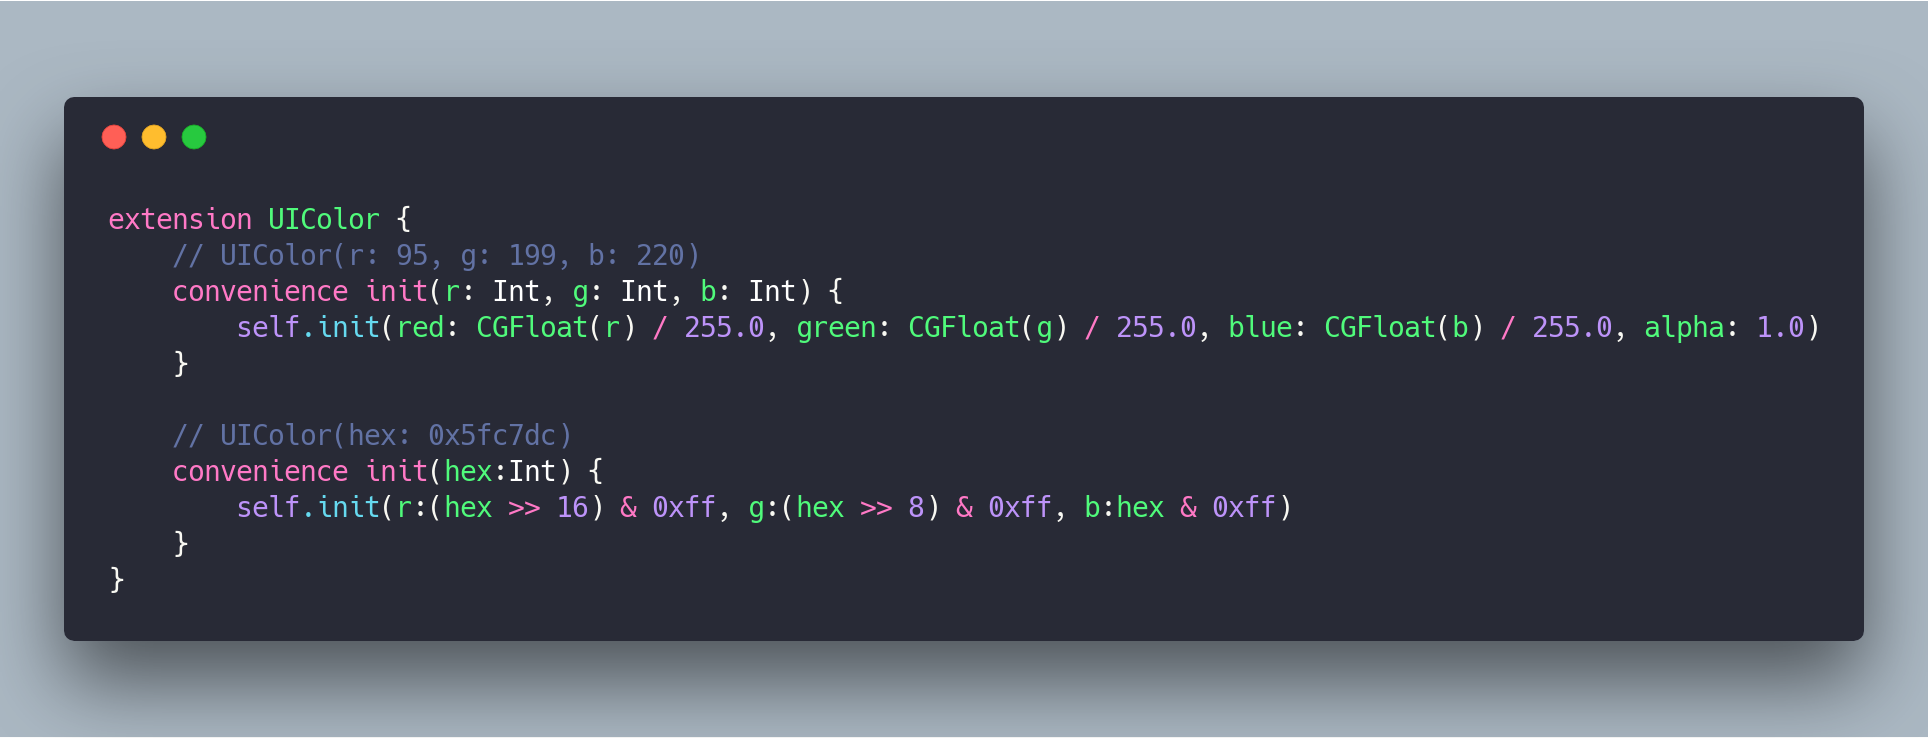 extension UIColor {
    // UIColor(r: 95, g: 199, b: 220)
    convenience init(r: Int, g: Int, b: Int) {
        self.init(red: CGFloat(r) / 255.0, green: CGFloat(g) / 255.0, blue: CGFloat(b) / 255.0, alpha: 1.0)
    }

    // UIColor(hex: 0x5fc7dc)
    convenience init(hex:Int) {
        self.init(r:(hex >> 16) & 0xff, g:(hex >> 8) & 0xff, b:hex & 0xff)
    }
}